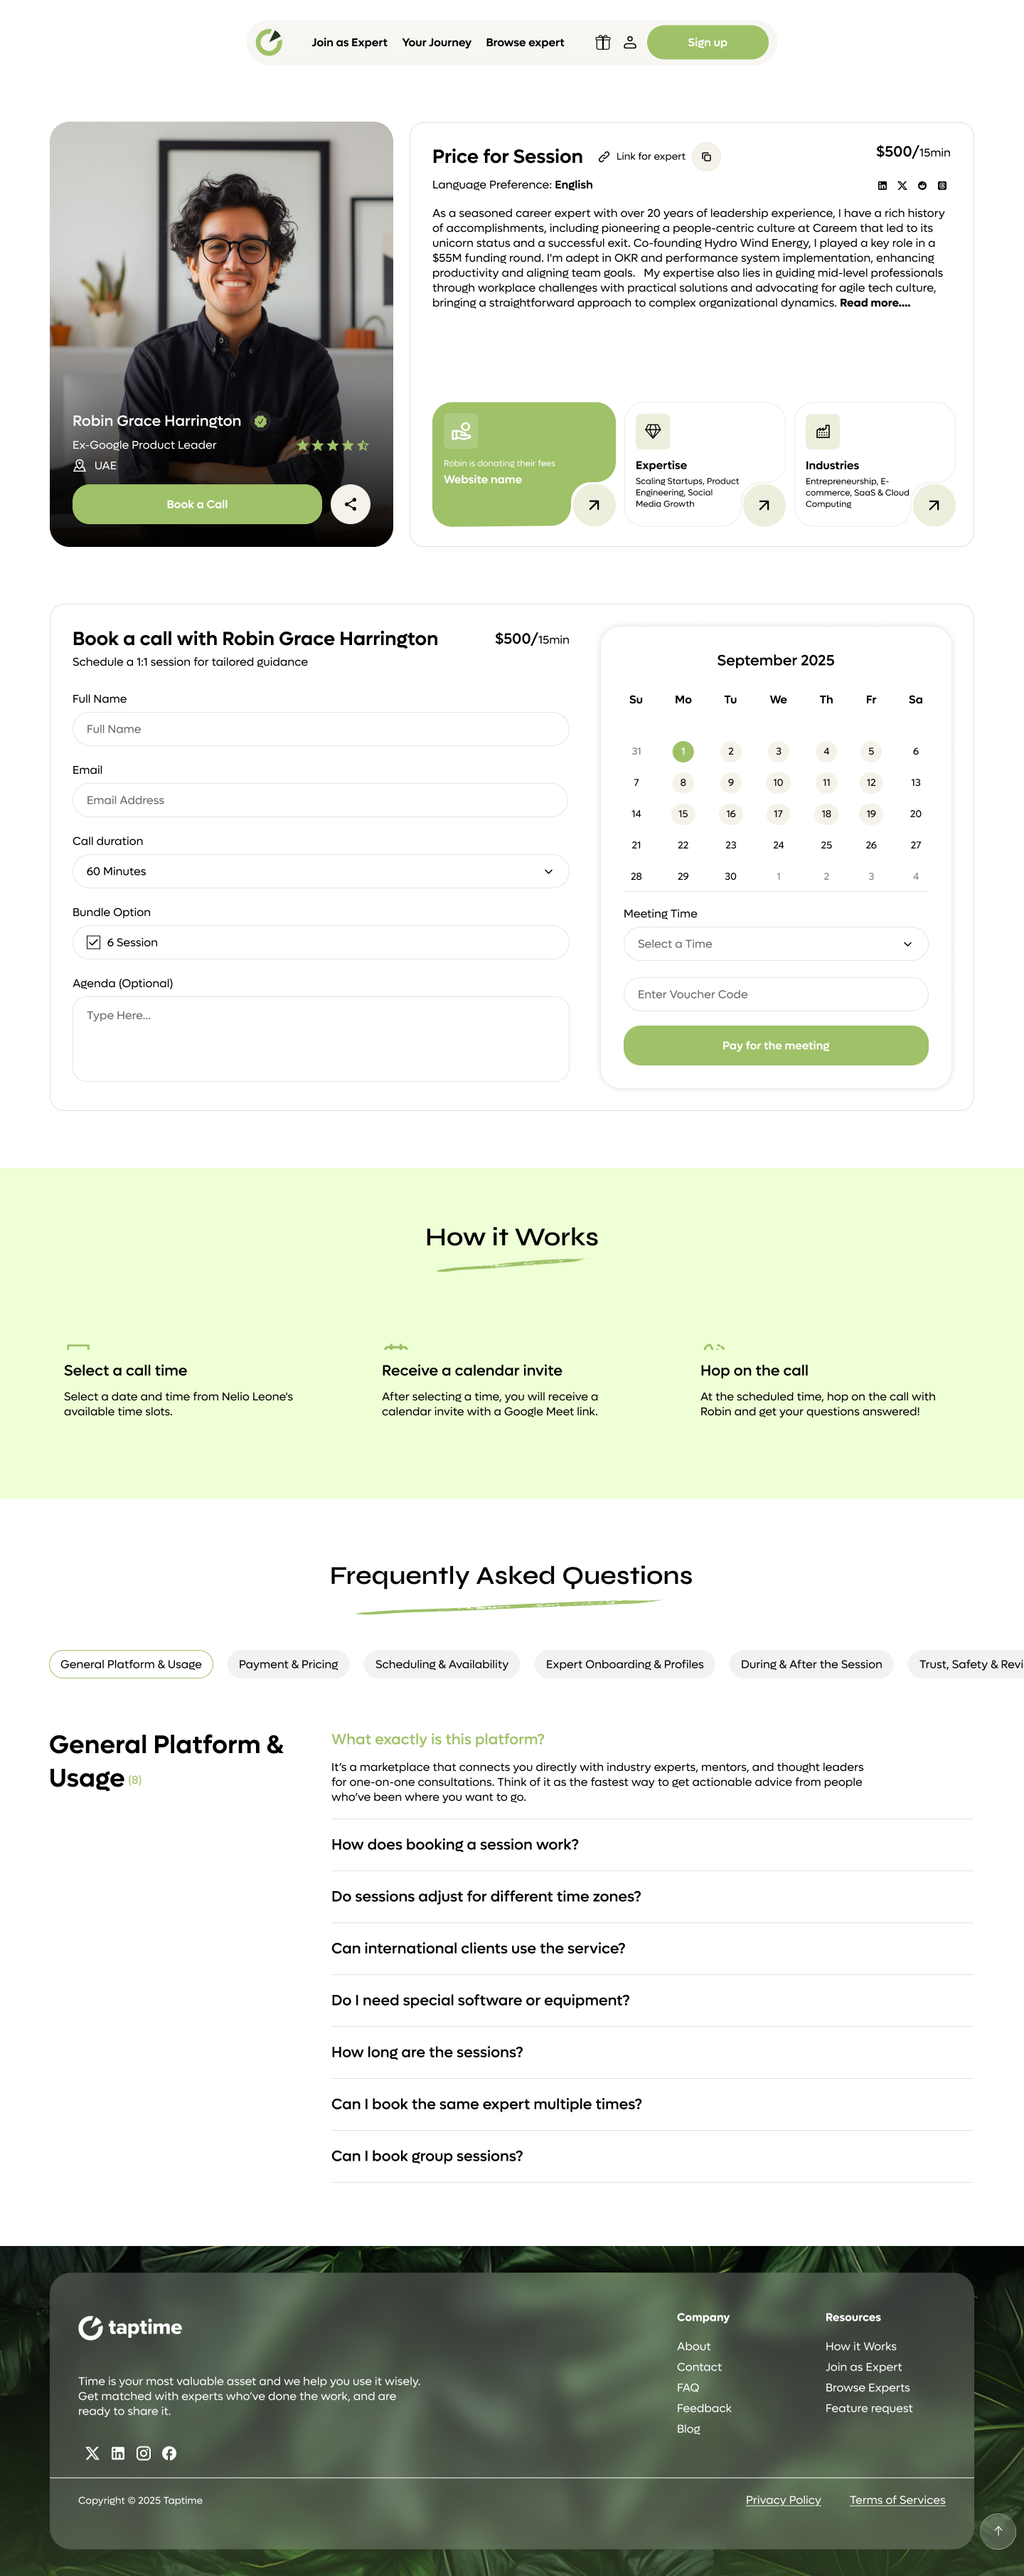 Join as Expert
Your Journey
Browse expert
Sign up
Robin Grace Harrington
Ex-Google Product Leader
UAE
Book a Call
Price for Session
Link for expert
$500/15min
Language Preference: English
As a seasoned career expert with over 20 years of leadership experience, I have a rich history
of accomplishments, including pioneering a people-centric culture at Careem that led to its
unicorn status and a successful exit. Co-founding Hydro Wind Energy, I played a key role in a
$55M funding round. I'm adept in OKR and performance system implementation, enhancing
productivity and aligning team goals. My expertise also lies in guiding mid-level professionals
through workplace challenges with practical solutions and advocating for agile tech culture,
bringing a straightforward approach to complex organizational dynamics. Read more....
Robin is donating their fees
Website name
Expertise
Scaling Startups, Product
Engineering, Social
Media Growth
Industries
Entrepreneurship, E-
commerce, SaaS & Cloud
Computing
Book a call with Robin Grace Harrington
$500/15min
Schedule a 1:1 session for tailored guidance
Full Name
Full Name
Email
Email Address
Call duration
60 Minutes
Bundle Option
6 Session
Agenda (Optional)
Type Here...
September 2025
Su Mo Tu We Th Fr Sa
31 1 2 3 4 5 6
7 8 9 10 11 12 13
14 15 16 17 18 19 20
21 22 23 24 25 26 27
28 29 30 1 2 3 4
Meeting Time
Select a Time
Enter Voucher Code
Pay for the meeting
How it Works
Select a call time
Select a date and time from Nelio Leone's
available time slots.
Receive a calendar invite
After selecting a time, you will receive a
calendar invite with a Google Meet link.
Hop on the call
At the scheduled time, hop on the call with
Robin and get your questions answered!
Frequently Asked Questions
General Platform & Usage
Payment & Pricing
Scheduling & Availability
Expert Onboarding & Profiles
During & After the Session
Trust, Safety & Revi
General Platform &
Usage (8)
What exactly is this platform?
It's a marketplace that connects you directly with industry experts, mentors, and thought leaders
for one-on-one consultations. Think of it as the fastest way to get actionable advice from people
who've been where you want to go.
How does booking a session work?
Do sessions adjust for different time zones?
Can international clients use the service?
Do I need special software or equipment?
How long are the sessions?
Can I book the same expert multiple times?
Can I book group sessions?
taptime
Time is your most valuable asset and we help you use it wisely.
Get matched with experts who've done the work, and are
ready to share it.
Company
About
Contact
FAQ
Feedback
Blog
Resources
How it Works
Join as Expert
Browse Experts
Feature request
Copyright © 2025 Taptime
Privacy Policy
Terms of Services